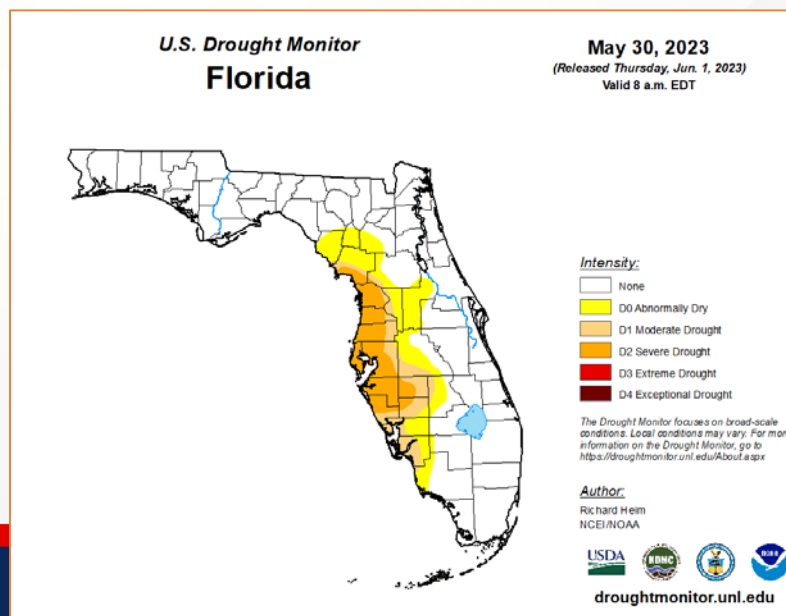 U.S. Drought Monitor
Florida
May 30, 2023
(Released Thursday, Jun. 1, 2023)
Valid 8 a.m. EDT
Intensity:
None
D0 Abnormally Dry
D1 Moderate Drought
D2 Severe Drought
D3 Extreme Drought
D4 Exceptional Drought
The Drought Monitor focuses on broad-scale
conditions. Local conditions may vary. For mor
information on the Drought Monitor, go to
https://droughtmonitor.unl.edu/About.aspx
Author:
Richard Heim
NCEI/NOAA
USDA
NDMC
NOAA
droughtmonitor.unl.edu